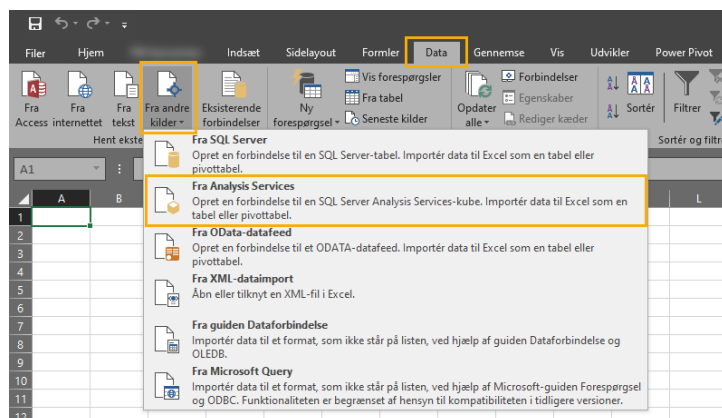 Filer Hjem Indsæt Sidelayout Formler Data Gennemse Vis Udvikler Power Pivot
Fra Access
Fra internettet
Fra tekst
Fra andre kilder
Eksisterende forbindelser
Ny forespørgsel
Vis forespørgsler
Fra tabel
Seneste kilder
Opdater alle
Forbindelser
Egenskaber
Rediger kæder
Sortér
Filtrer
Hent ekste
Sortér og filtre
A1
A B L
Fra SQL Server
Opret en forbindelse til en SQL Server-tabel. Importér data til Excel som en tabel eller
pivottabel.
Fra Analysis Services
Opret en forbindelse til en SQL Server Analysis Services-kube. Importér data til Excel som en
tabel eller pivottabel.
Fra OData-datafeed
Opret en forbindelse til et ODATA-datafeed. Importér data til Excel som en tabel eller
pivottabel.
Fra XML-dataimport
Åbn eller tilknyt en XML-fil i Excel.
Fra guiden Dataforbindelse
Importér data til et format, som ikke står på listen, ved hjælp af guiden Dataforbindelse og
OLEDB.
Fra Microsoft Query
Importér data til et format, som ikke står på listen, ved hjælp af Microsoft-guiden Forespørgsel
og ODBC. Funktionaliteten er begrænset af hensyn til kompatibiliteten i tidligere versioner.
1
2
3
4
5
6
7
8
9
10
11
12